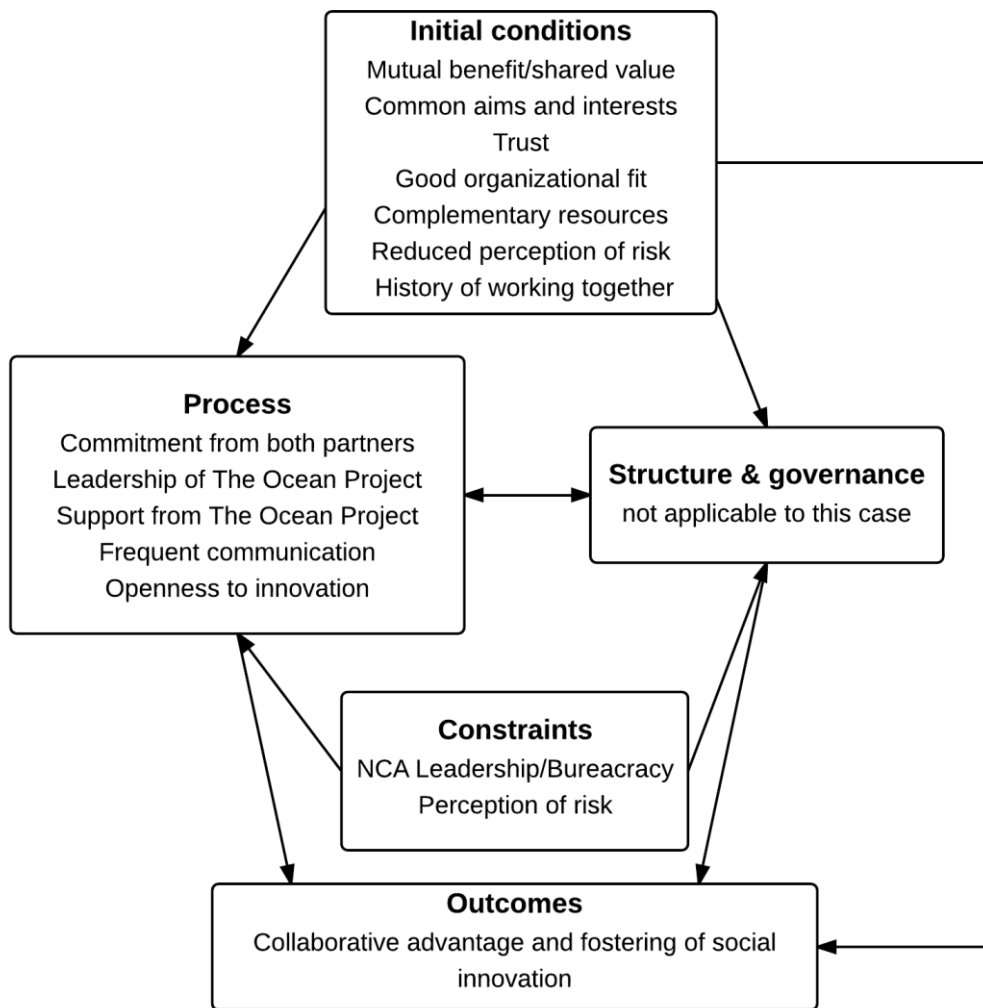 Initial conditions
Mutual benefit/shared value
Common aims and interests
Trust
Good organizational fit
Complementary resources
Reduced perception of risk
History of working together
Process
Commitment from both partners
Leadership of The Ocean Project
Support from The Ocean Project
Frequent communication
Openness to innovation
Structure & governance
not applicable to this case
Constraints
NCA Leadership/Bureacracy
Perception of risk
Outcomes
Collaborative advantage and fostering of social
innovation